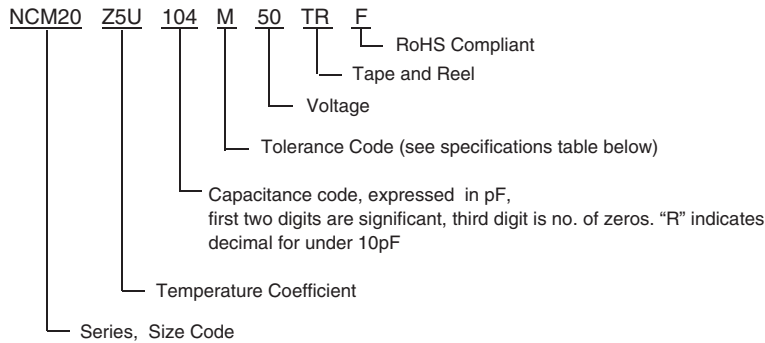 NCM20 Z5U 104 M 50 TR F
RoHS Compliant
Tape and Reel
Voltage
Tolerance Code (see specifications table below)
Capacitance code, expressed in pF,
first two digits are significant, third digit is no. of zeros. “R” indicates
decimal for under 10pF
Temperature Coefficient
Series, Size Code